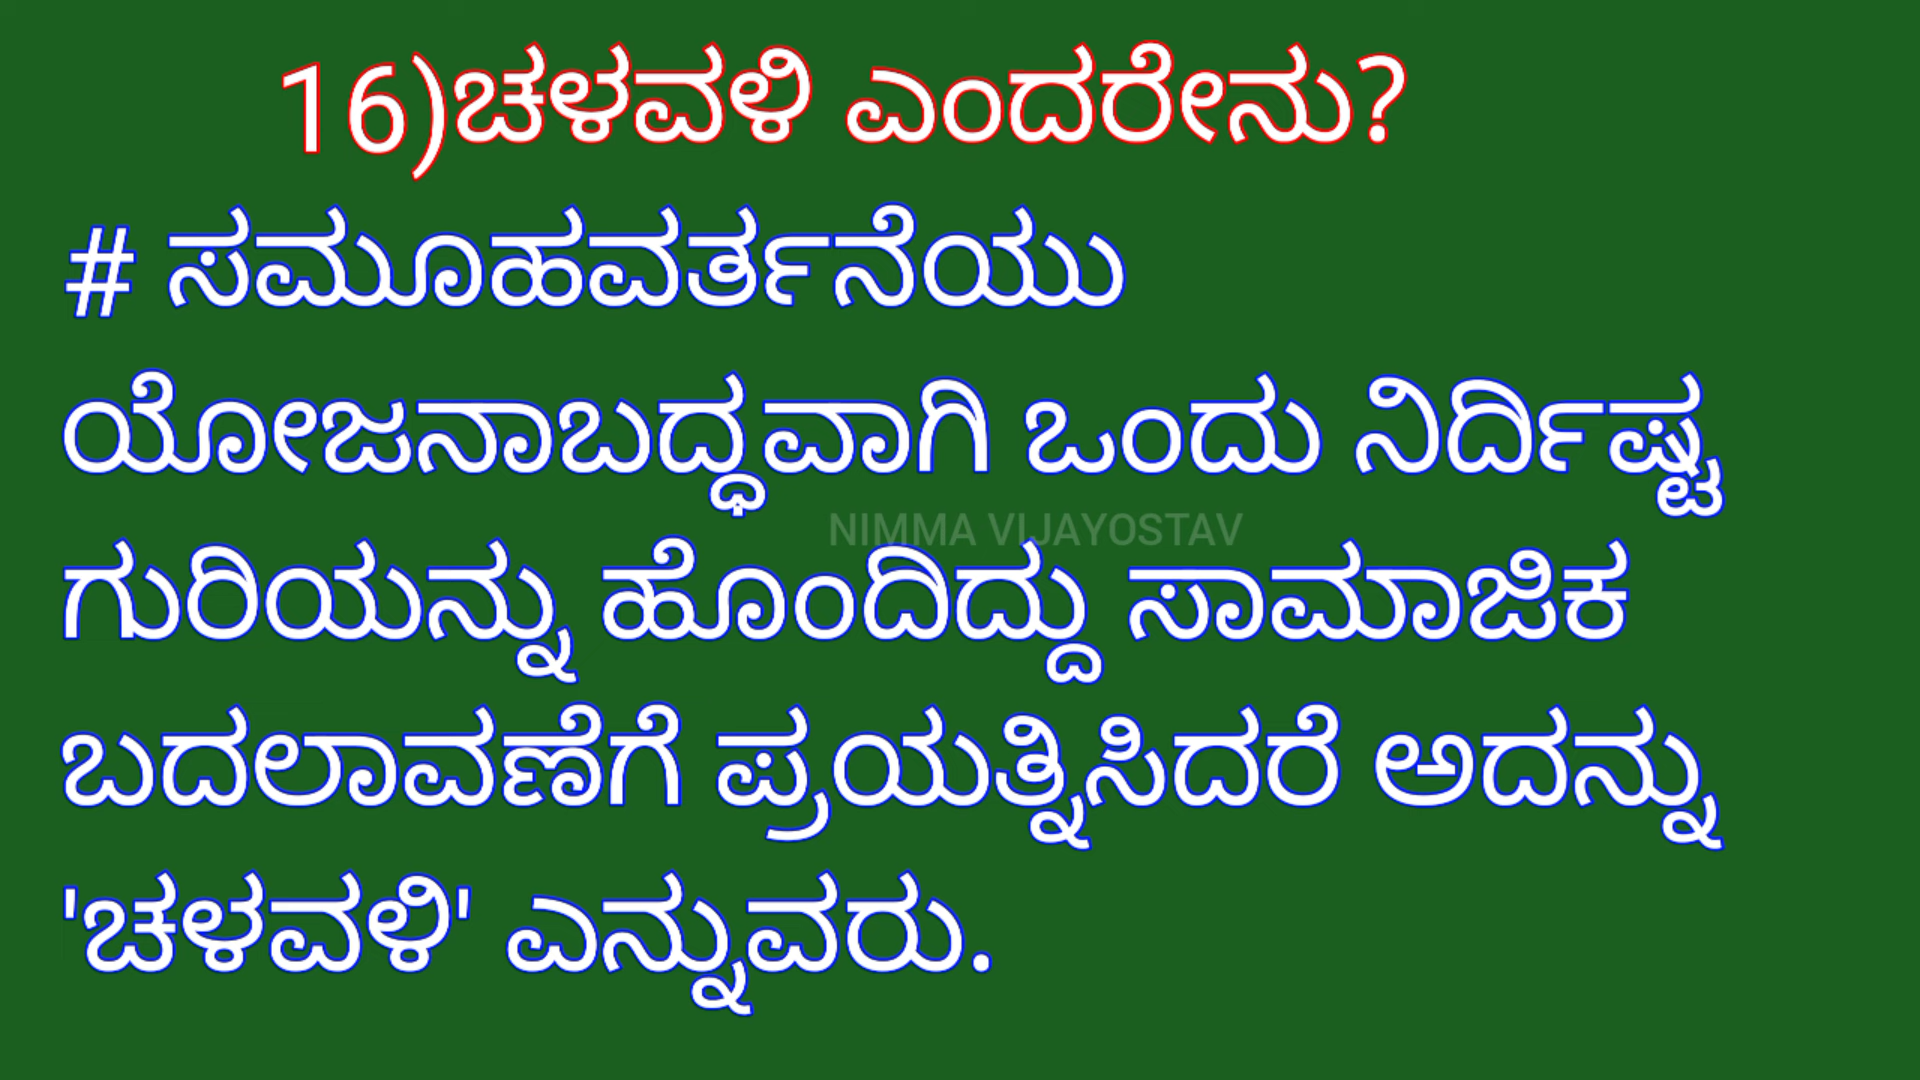 16)ಚಳವಳಿ ಎಂದರೇನು?
# ಸಮೂಹವರ್ತನೆಯು
ಯೋಜನಾಬದ್ಧವಾಗಿ ಒಂದು ನಿರ್ದಿಷ್ಟ
NIMMA VIJAYOSTAV
ಗುರಿಯನ್ನು ಹೊಂದಿದ್ದು ಸಾಮಾಜಿಕ
ಬದಲಾವಣೆಗೆ ಪ್ರಯತ್ನಿಸಿದರೆ ಅದನ್ನು
'ಚಳವಳಿ' ಎನ್ನುವರು.